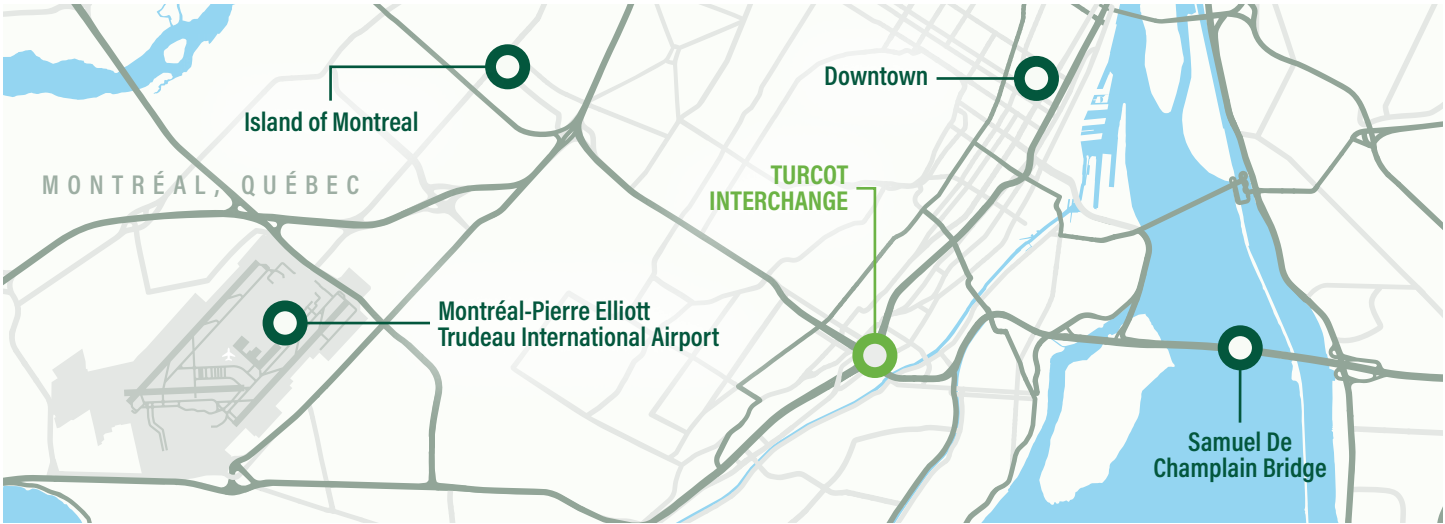 Downtown
Island of Montreal
MONTRÉAL, QUÉBEC
TURCOT
INTERCHANGE
Montréal-Pierre Elliott
Trudeau International Airport
Samuel De
Champlain Bridge